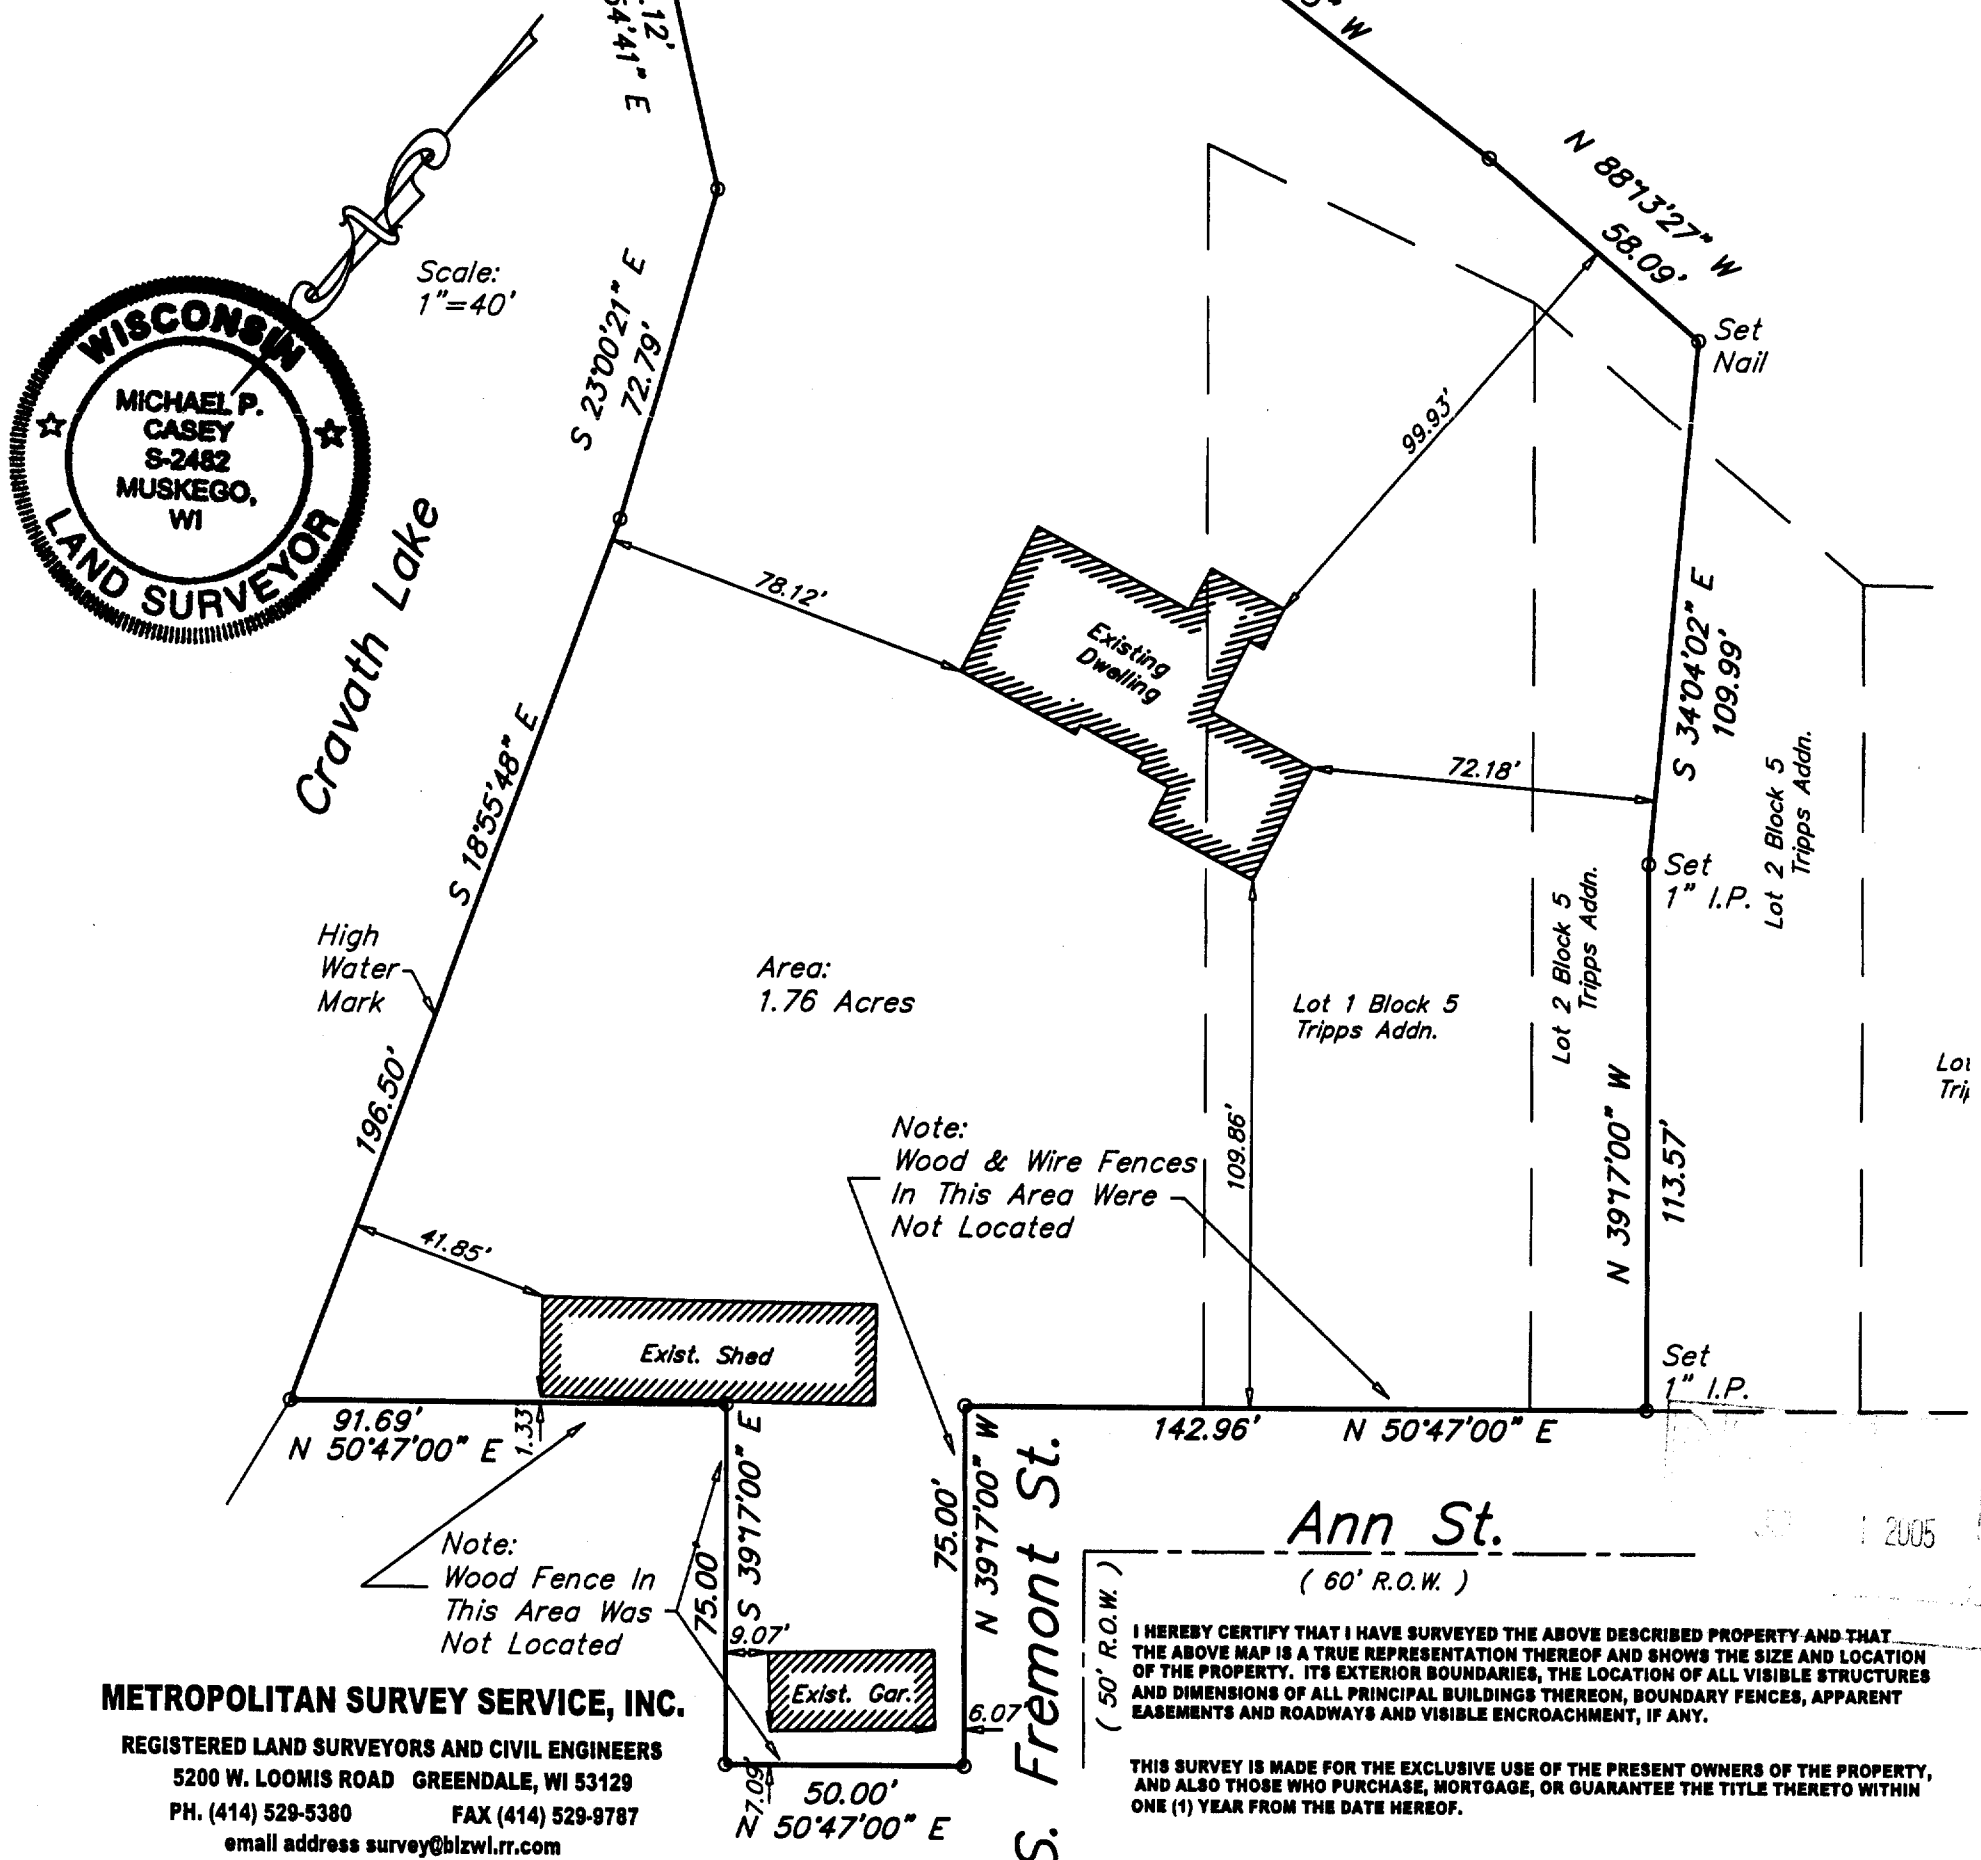 .12'
54'41" E
" W
N 88°13'27" W
58.09'
Set
Nail
Scale:
1"=40'
S 23°00'21" E
72.79'
WISCONSIN
MICHAEL P.
CASEY
S-2482
MUSKEGO,
WI
LAND SURVEYOR
Cravath Lake
99.93'
78.12'
Existing
Dwelling
S 34°04'02" E
109.99'
72.18'
Lot 2 Block 5
Tripps Addn.
S 18°55'48" E
196.50'
Set
1" I.P.
High
Water
Mark
Area:
1.76 Acres
Lot 1 Block 5
Tripps Addn.
Lot 2 Block 5
Tripps Addn.
N 39°17'00" W
113.57'
Note:
Wood & Wire Fences
In This Area Were
Not Located
109.86'
41.85'
Exist. Shed
Set
1" I.P.
91.69'
N 50°47'00" E
1.33'
142.96' N 50°47'00" E
S 39°17'00" E
75.00'
75.00'
N 39°17'00" W
S. Fremont St.
( 50' R.O.W. )
Ann St.
( 60' R.O.W. )
1 2005
Note:
Wood Fence In
This Area Was
Not Located
9.07'
Exist. Gar.
6.07'
7.09'
50.00'
N 50°47'00" E
METROPOLITAN SURVEY SERVICE, INC.
REGISTERED LAND SURVEYORS AND CIVIL ENGINEERS
5200 W. LOOMIS ROAD GREENDALE, WI 53129
PH. (414) 529-5380 FAX (414) 529-9787
email address survey@bizwi.rr.com
I HEREBY CERTIFY THAT I HAVE SURVEYED THE ABOVE DESCRIBED PROPERTY AND THAT
THE ABOVE MAP IS A TRUE REPRESENTATION THEREOF AND SHOWS THE SIZE AND LOCATION
OF THE PROPERTY. ITS EXTERIOR BOUNDARIES, THE LOCATION OF ALL VISIBLE STRUCTURES
AND DIMENSIONS OF ALL PRINCIPAL BUILDINGS THEREON, BOUNDARY FENCES, APPARENT
EASEMENTS AND ROADWAYS AND VISIBLE ENCROACHMENT, IF ANY.
THIS SURVEY IS MADE FOR THE EXCLUSIVE USE OF THE PRESENT OWNERS OF THE PROPERTY,
AND ALSO THOSE WHO PURCHASE, MORTGAGE, OR GUARANTEE THE TITLE THERETO WITHIN
ONE (1) YEAR FROM THE DATE HEREOF.